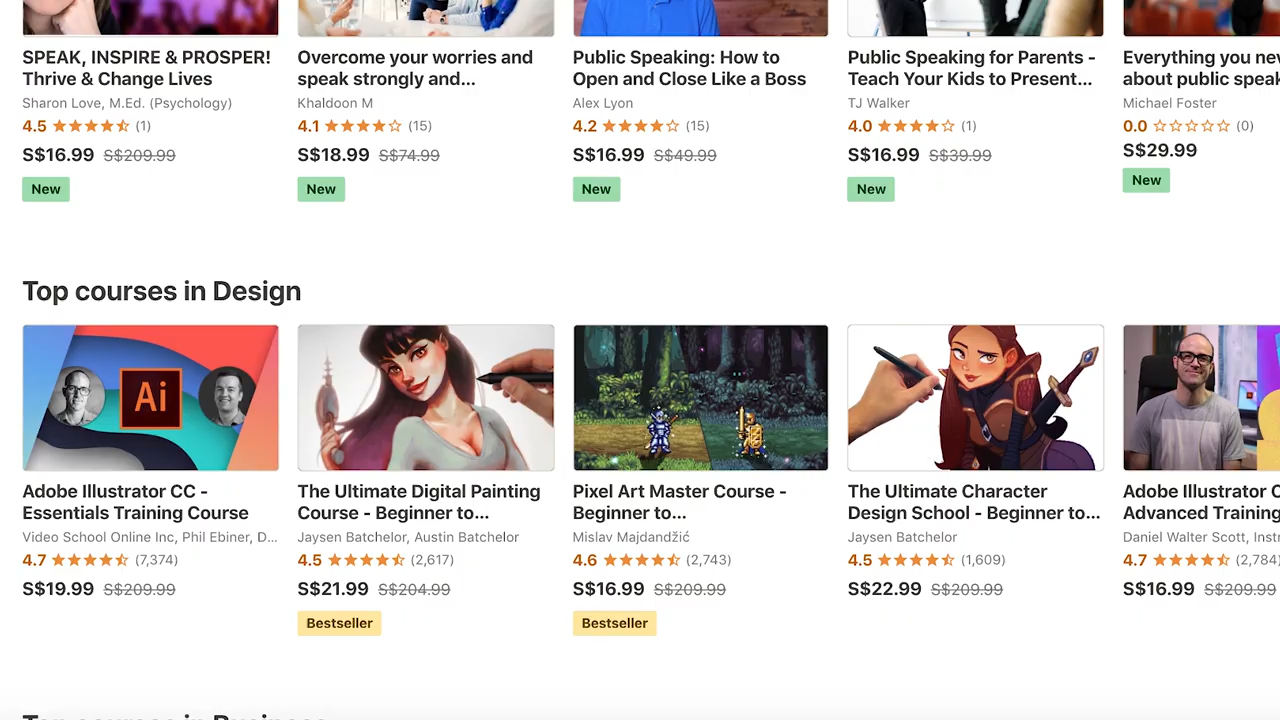 SPEAK, INSPIRE & PROSPER!
Thrive & Change Lives
Sharon Love, M.Ed. (Psychology)
4.5 (1)
S$16.99 S$209.99
New
Overcome your worries and
speak strongly and...
Khaldoon M
4.1 (15)
S$18.99 S$74.99
New
Public Speaking: How to
Open and Close Like a Boss
Alex Lyon
4.2 (15)
S$16.99 S$49.99
New
Public Speaking for Parents -
Teach Your Kids to Present...
TJ Walker
4.0 (1)
S$16.99 S$39.99
New
Everything you
about public
Michael Foster
0.0 (0)
S$29.99
New
Top courses in Design
Ai
Adobe Illustrator CC -
Essentials Training Course
Video School Online Inc, Phil Ebiner, D...
4.7 (7,374)
S$19.99 S$209.99
The Ultimate Digital Painting
Course - Beginner to...
Jaysen Batchelor, Austin Batchelor
4.5 (2,617)
S$21.99 S$204.99
Bestseller
Pixel Art Master Course -
Beginner to...
Mislav Majdandžić
4.6 (2,743)
S$16.99 S$209.99
Bestseller
The Ultimate Character
Design School - Beginner to...
Jaysen Batchelor
4.5 (1,609)
S$22.99 S$209.99
Adobe Illustrator
Advanced Training
Daniel Walter Scott,
4.7 (2,784)
S$16.99 S$209.99
Top courses in Business